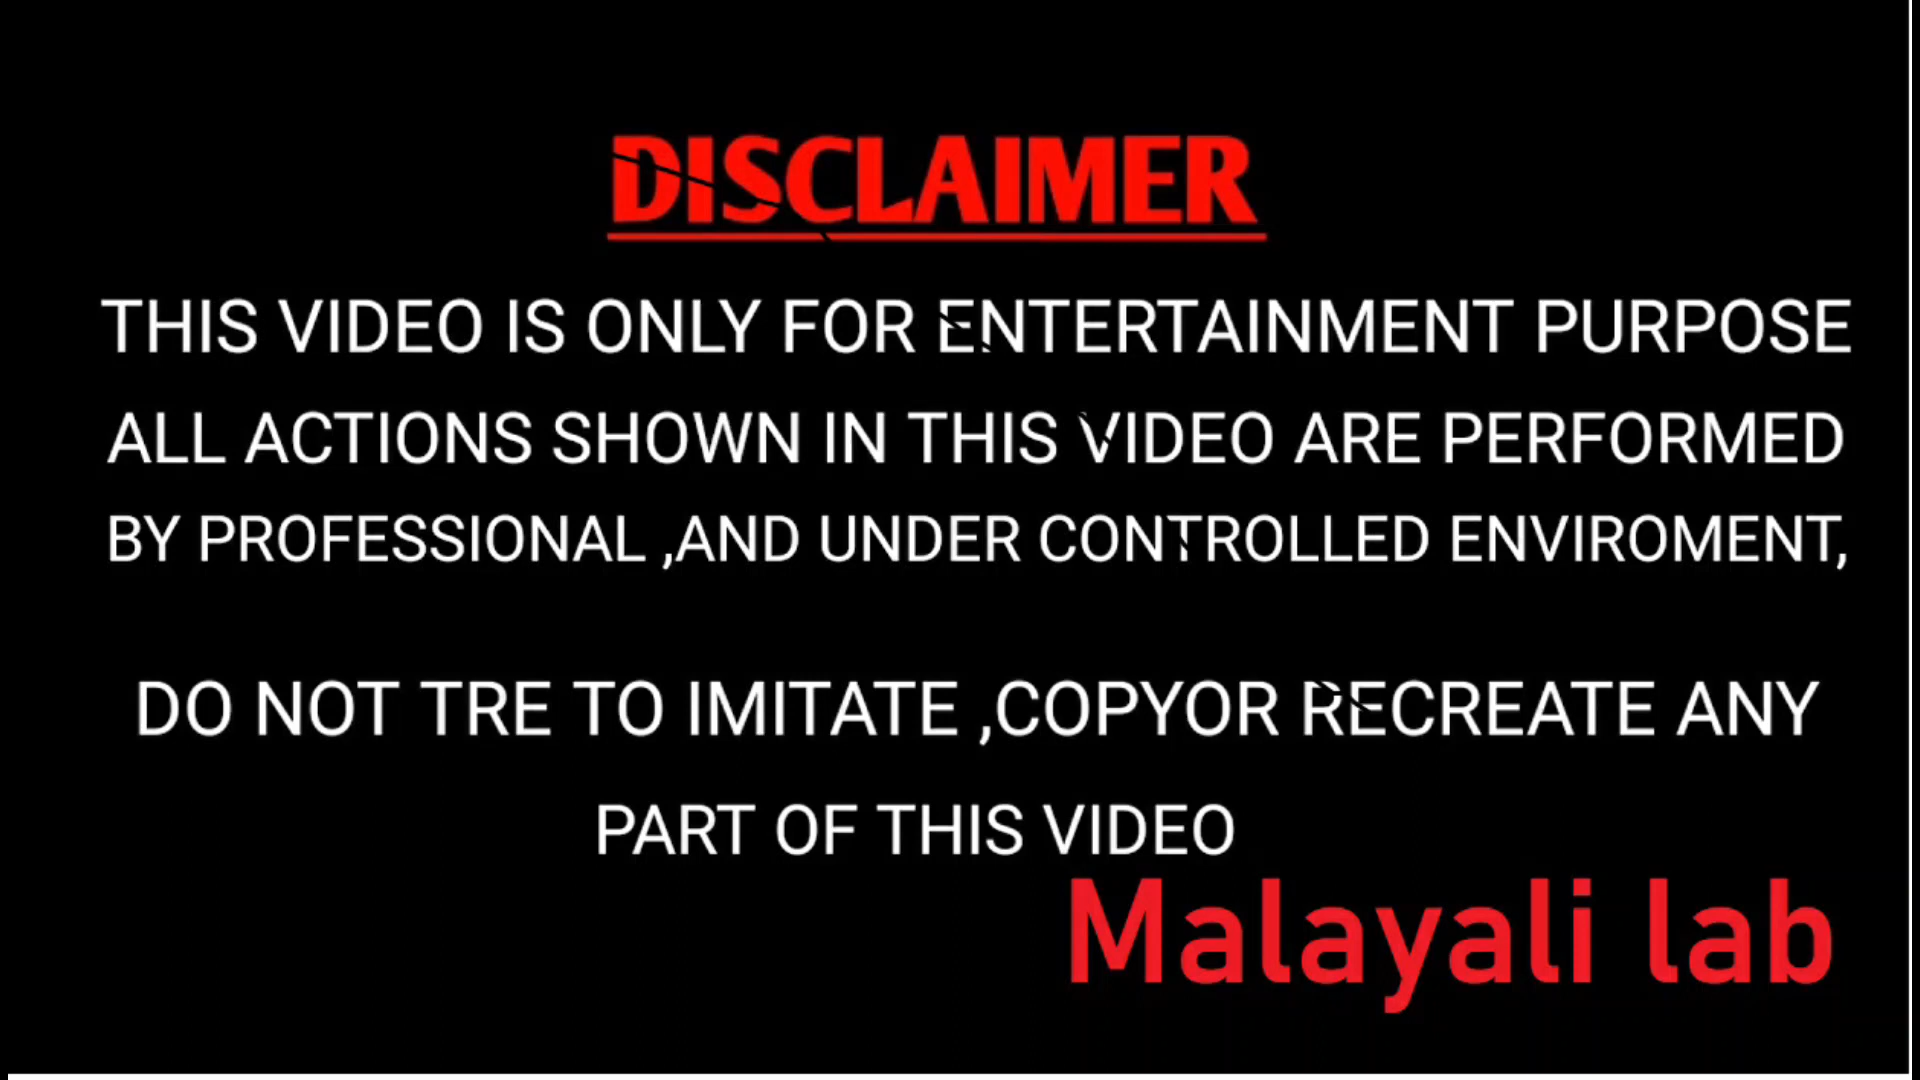 DISCLAIMER
THIS VIDEO IS ONLY FOR ENTERTAINMENT PURPOSE
ALL ACTIONS SHOWN IN THIS VIDEO ARE PERFORMED
BY PROFESSIONAL ,AND UNDER CONTROLLED ENVIROMENT,
DO NOT TRE TO IMITATE ,COPYOR RECREATE ANY
PART OF THIS VIDEO
Malayali lab